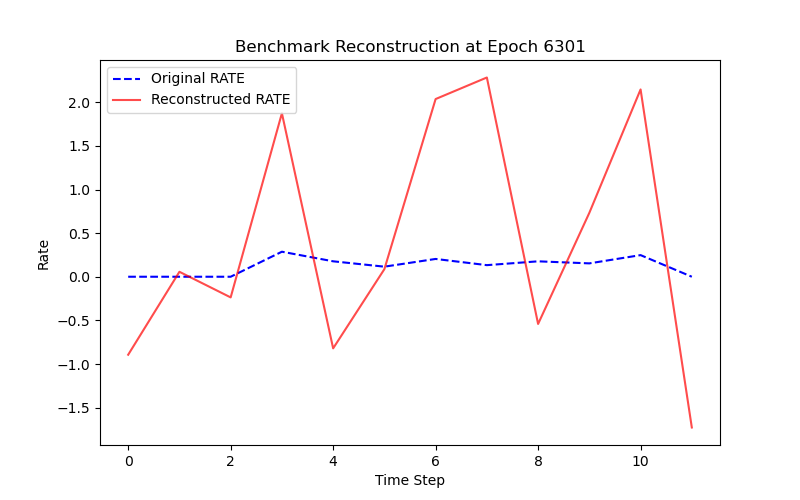 Benchmark Reconstruction at Epoch 6301
Original RATE
Reconstructed RATE
2.0
1.5
1.0
0.5
0.0
−0.5
−1.0
−1.5
Rate
0 2 4 6 8 10
Time Step